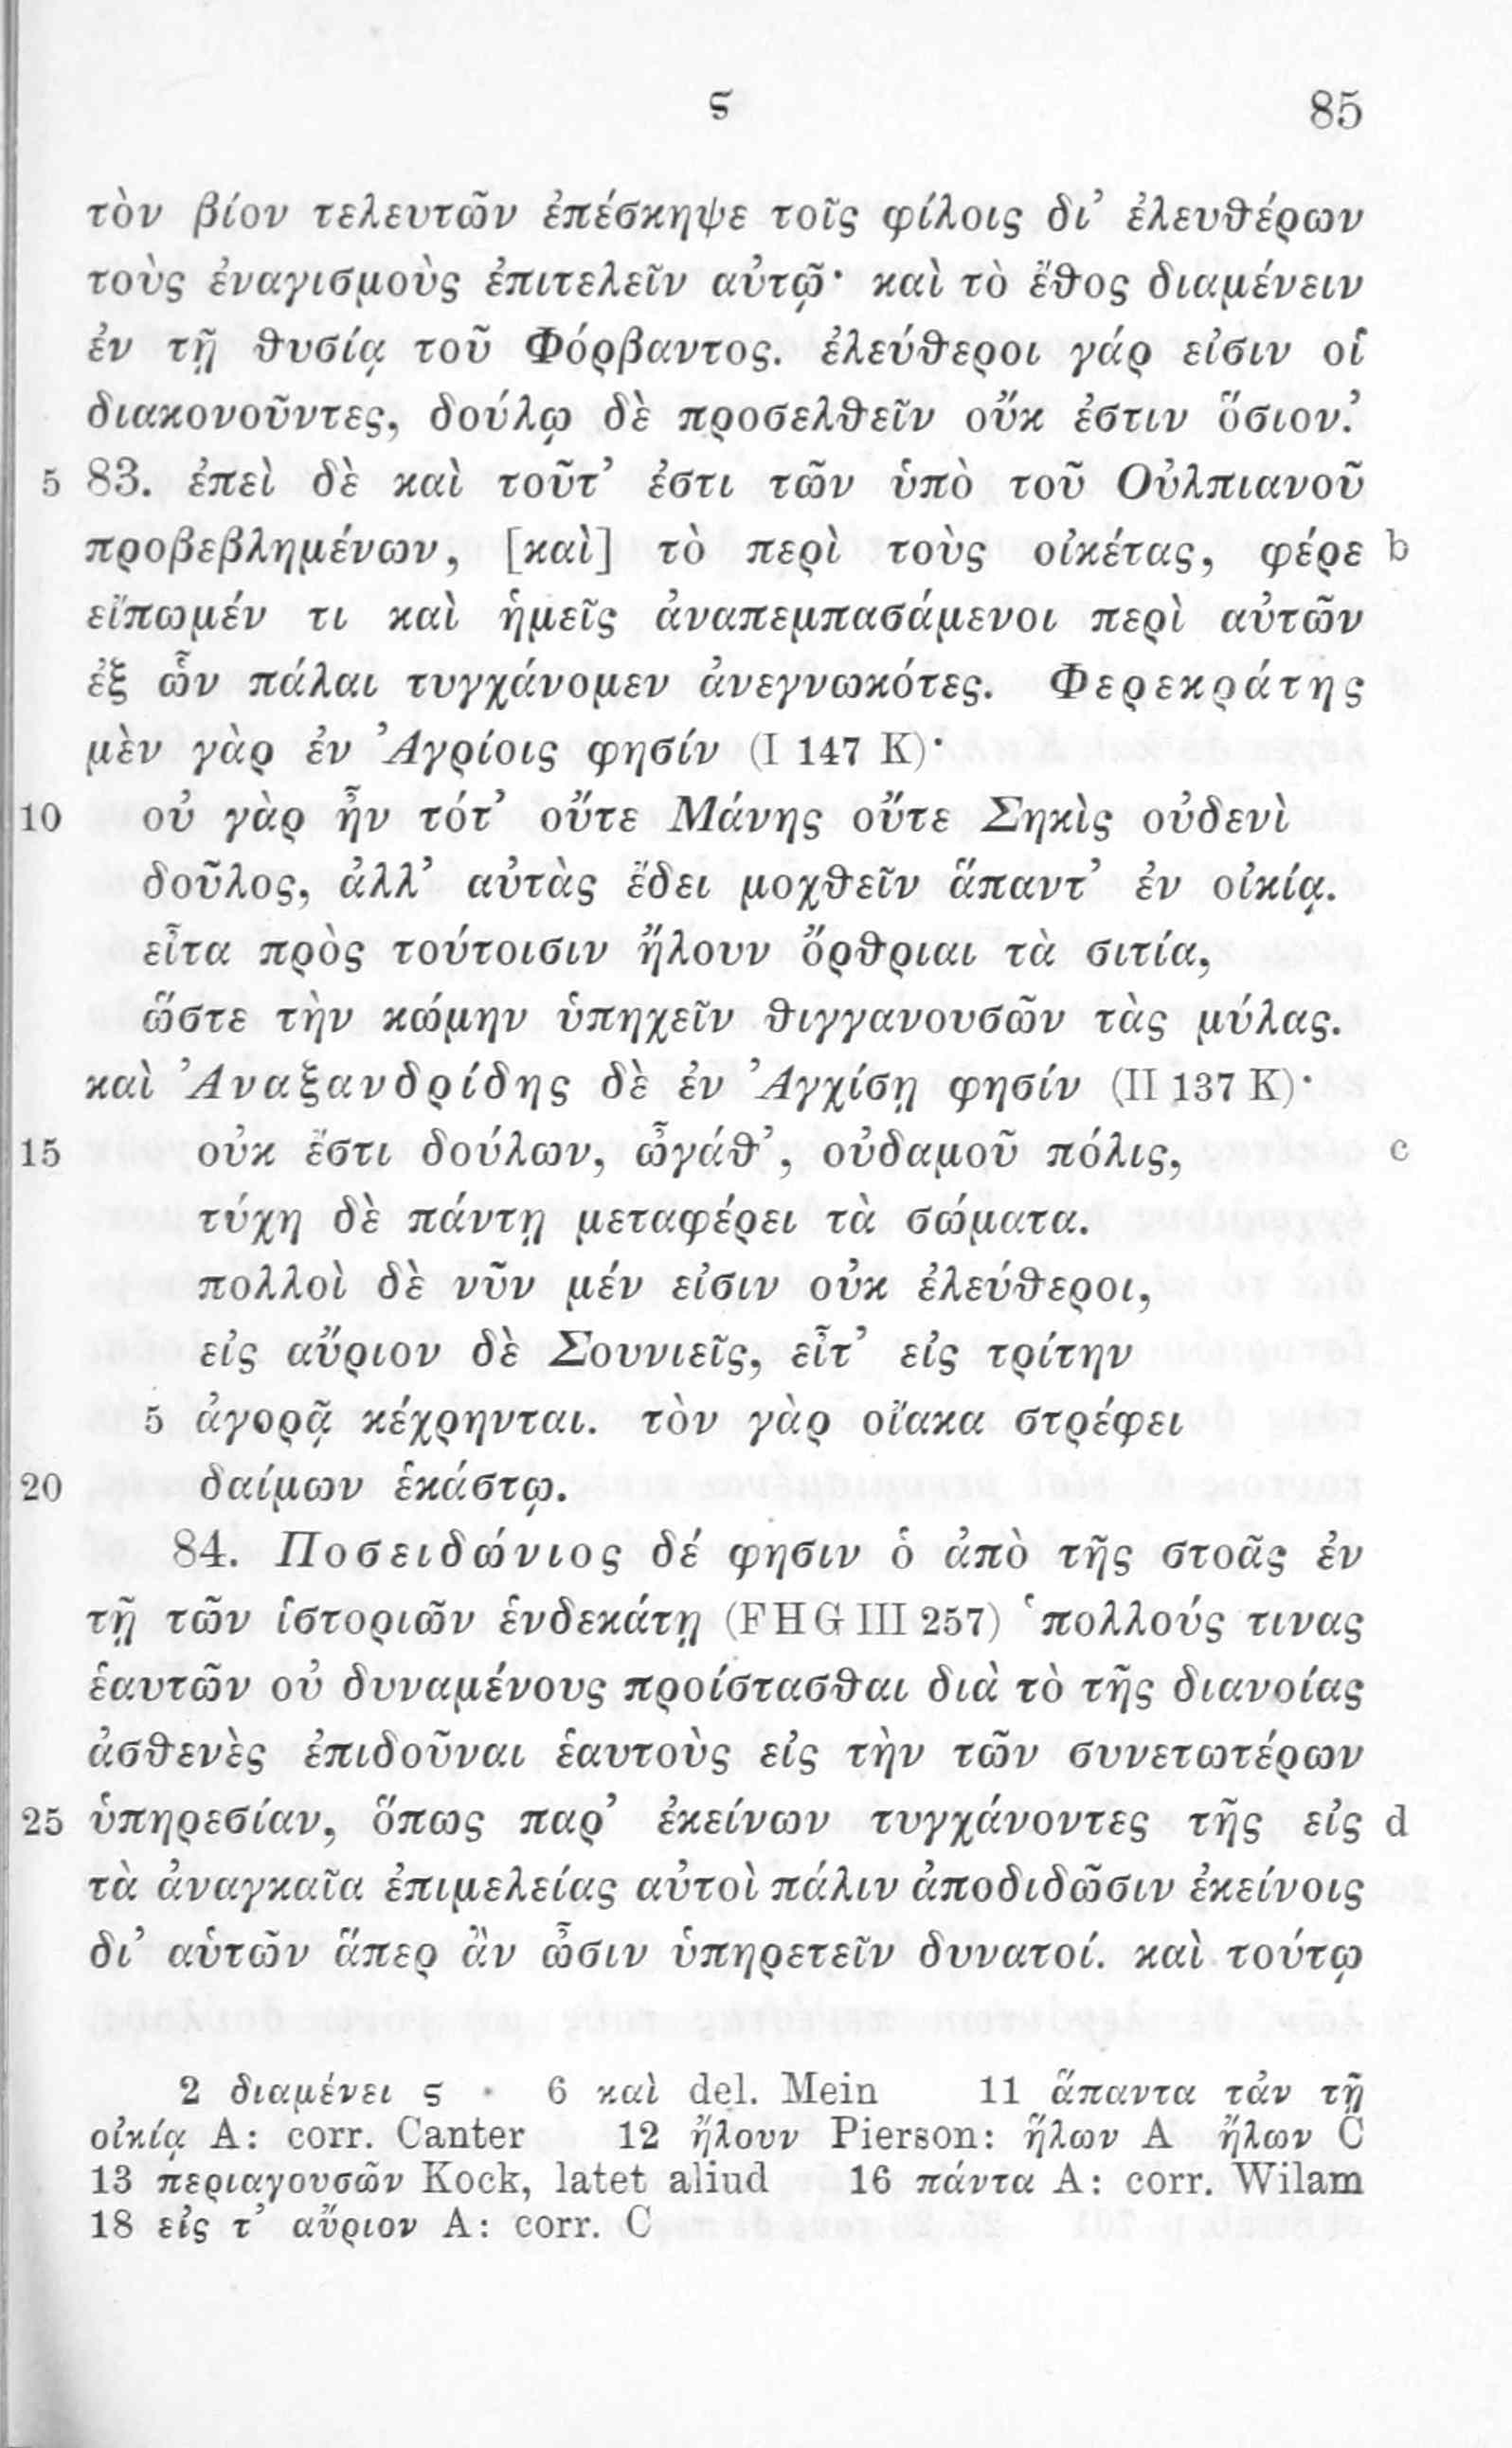 ς 85
τὸν βίον τελευτῶν ἐπέσκηψε τοῖς φίλοις δι’ ἐλευθέρων
τοὺς ἐναγισμοὺς ἐπιτελεῖν αὐτῷ· καὶ τὸ ἔθος διαμένειν
ἐν τῇ θυσίᾳ τοῦ Φόρβαντος. ἐλεύθεροι γάρ εἰσιν οἱ
διακονοῦντες, δούλῳ δὲ προσελθεῖν οὔκ ἐστιν ὅσιον.’
5 83. ἐπεὶ δὲ καὶ τοῦτ’ ἐστι τῶν ὑπὸ τοῦ Οὐλπιανοῦ
προβεβλημένων, [καὶ] τὸ περὶ τοὺς οἰκέτας, φέρε b
εἴπωμέν τι καὶ ἡμεῖς ἀναπεμπασάμενοι περὶ αὐτῶν
ἐξ ὧν πάλαι τυγχάνομεν ἀνεγνωκότες. Φερεκράτης
μὲν γὰρ ἐν Ἀγρίοις φησίν (I 147 K)·
10 οὐ γὰρ ἦν τότ’ οὔτε Μάνης οὔτε Σηκὶς οὐδενὶ
δοῦλος, ἀλλ’ αὐτὰς ἔδει μοχθεῖν ἅπαντ’ ἐν οἰκίᾳ.
εἶτα πρὸς τούτοισιν ἤλουν ὄρθριαι τὰ σιτία,
ὥστε τὴν κώμην ὑπηχεῖν θιγγανουσῶν τὰς μύλας.
καὶ Ἀναξανδρίδης δὲ ἐν Ἀγχίσῃ φησίν (II 137 K)·
15 οὐκ ἔστι δούλων, ὦγάθ’, οὐδαμοῦ πόλις, c
τύχη δὲ πάντῃ μεταφέρει τὰ σώματα.
πολλοὶ δὲ νῦν μέν εἰσιν οὐκ ἐλεύθεροι,
εἰς αὔριον δὲ Σουνιεῖς, εἶτ’ εἰς τρίτην
5 ἀγορᾷ κέχρηνται. τὸν γὰρ οἴακα στρέφει
20 δαίμων ἑκάστῳ.
84. Ποσειδώνιος δέ φησιν ὁ ἀπὸ τῆς στοᾶς ἐν
τῇ τῶν ἱστοριῶν ἑνδεκάτῃ (FHG III 257) ‘πολλούς τινας
ἑαυτῶν οὐ δυναμένους προίστασθαι διὰ τὸ τῆς διανοίας
ἀσθενὲς ἐπιδοῦναι ἑαυτοὺς εἰς τὴν τῶν συνετωτέρων
25 ὑπηρεσίαν, ὅπως παρ’ ἐκείνων τυγχάνοντες τῆς εἰς d
τὰ ἀναγκαῖα ἐπιμελείας αὐτοὶ πάλιν ἀποδιδῶσιν ἐκείνοις
δι’ αὑτῶν ἅπερ ἂν ὦσιν ὑπηρετεῖν δυνατοί. καὶ τούτῳ
2 διαμένει ς 6 καὶ del. Mein 11 ἅπαντα τἀν τῇ
οἰκίᾳ A: corr. Canter 12 ἤλουν Pierson: ἥλων A ἤλων C
13 περιαγουσῶν Kock, latet aliud 16 πάντα A: corr. Wilam
18 εἰς τ’ αὔριον A: corr. C